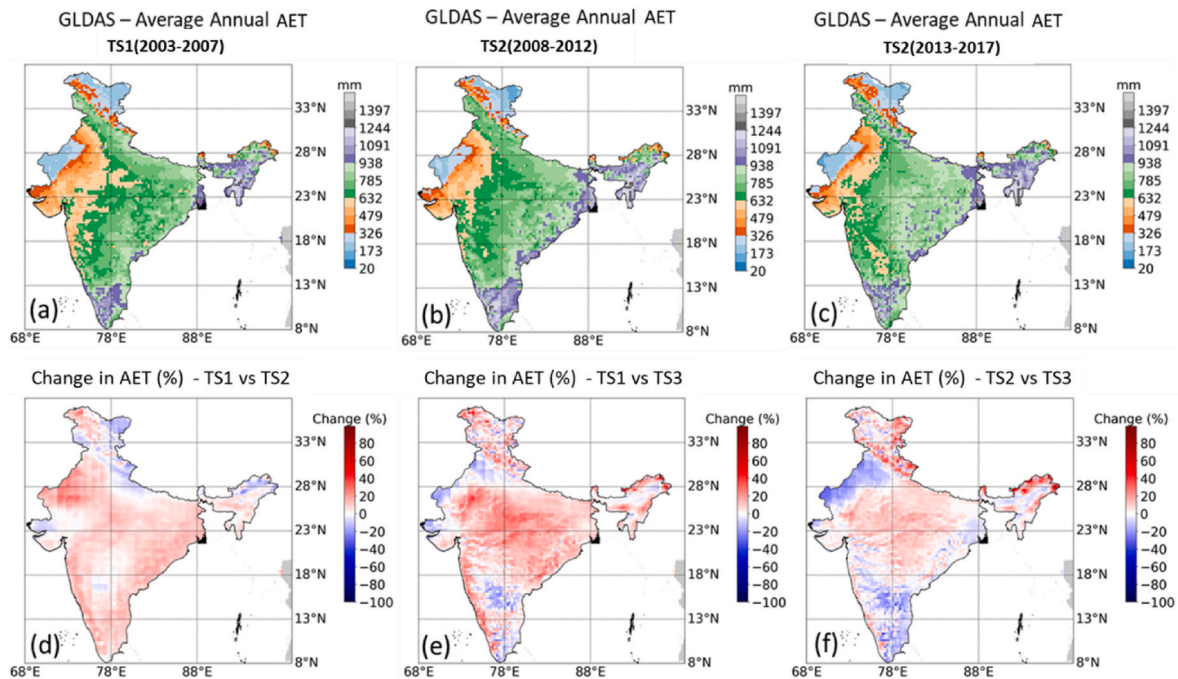 GLDAS – Average Annual AET
TS1(2003-2007)
mm
1397
1244
1091
938
785
632
479
326
173
20
33°N
28°N
23°N
18°N
13°N
8°N
68°E
78°E
88°E
(a)
GLDAS – Average Annual AET
TS2(2008-2012)
mm
1397
1244
1091
938
785
632
479
326
173
20
33°N
28°N
23°N
18°N
13°N
8°N
68°E
78°E
88°E
(b)
GLDAS – Average Annual AET
TS2(2013-2017)
mm
1397
1244
1091
938
785
632
479
326
173
20
33°N
28°N
23°N
18°N
13°N
8°N
68°E
78°E
88°E
(c)
Change in AET (%) - TS1 vs TS2
Change (%)
80
60
40
20
0
−20
−40
−60
−80
−100
33°N
28°N
23°N
18°N
13°N
8°N
68°E
78°E
88°E
(d)
Change in AET (%) - TS1 vs TS3
Change (%)
80
60
40
20
0
−20
−40
−60
−80
−100
33°N
28°N
23°N
18°N
13°N
8°N
68°E
78°E
88°E
(e)
Change in AET (%) - TS2 vs TS3
Change (%)
80
60
40
20
0
−20
−40
−60
−80
−100
33°N
28°N
23°N
18°N
13°N
8°N
68°E
78°E
88°E
(f)